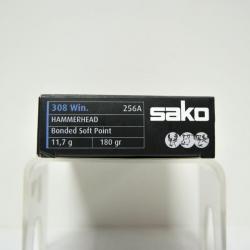 308 Win. 256A
HAMMERHEAD
Bonded Soft Point
11,7 g 180 gr
sako